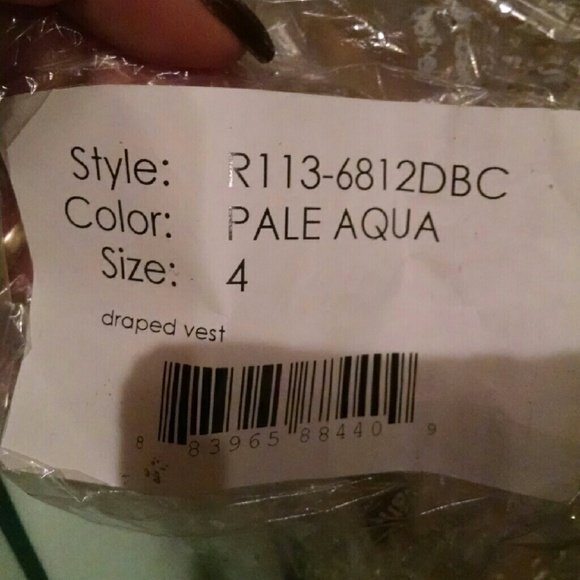 Style: R113-6812DBC
Color: PALE AQUA
Size: 4
draped vest
8 83965 88440 9